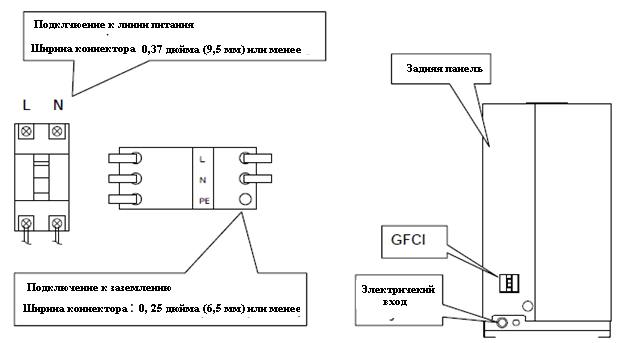 Подключение к линии питания
Ширина коннектора 0,37 дюйма (9,5 мм) или менее
L N
L
N
PE
Подключение к заземлению
Ширина коннектора : 0, 25 дюйма (6,5 мм) или менее
Задняя панель
GFCI
Электричекий
вход